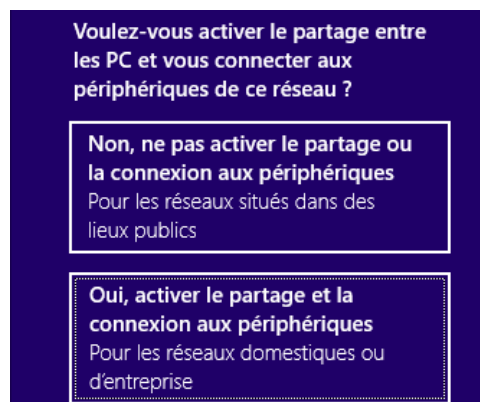 Voulez-vous activer le partage entre
les PC et vous connecter aux
périphériques de ce réseau ?
Non, ne pas activer le partage ou
la connexion aux périphériques
Pour les réseaux situés dans des
lieux publics
Oui, activer le partage et la
connexion aux périphériques
Pour les réseaux domestiques ou
d'entreprise